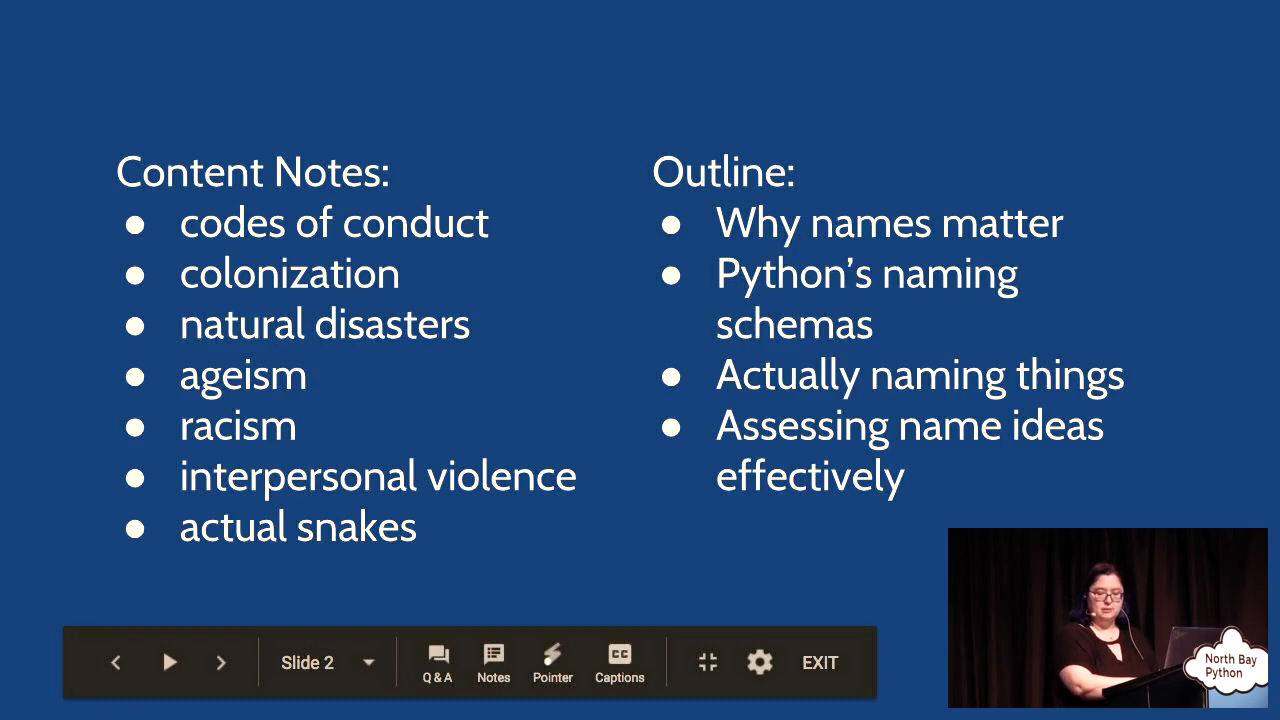 Content Notes:
● codes of conduct
● colonization
● natural disasters
● ageism
● racism
● interpersonal violence
● actual snakes
Outline:
● Why names matter
● Python’s naming
schemas
● Actually naming things
● Assessing name ideas
effectively
Slide 2
Q & A
Notes
Pointer
CC
Captions
EXIT
North Bay
Python